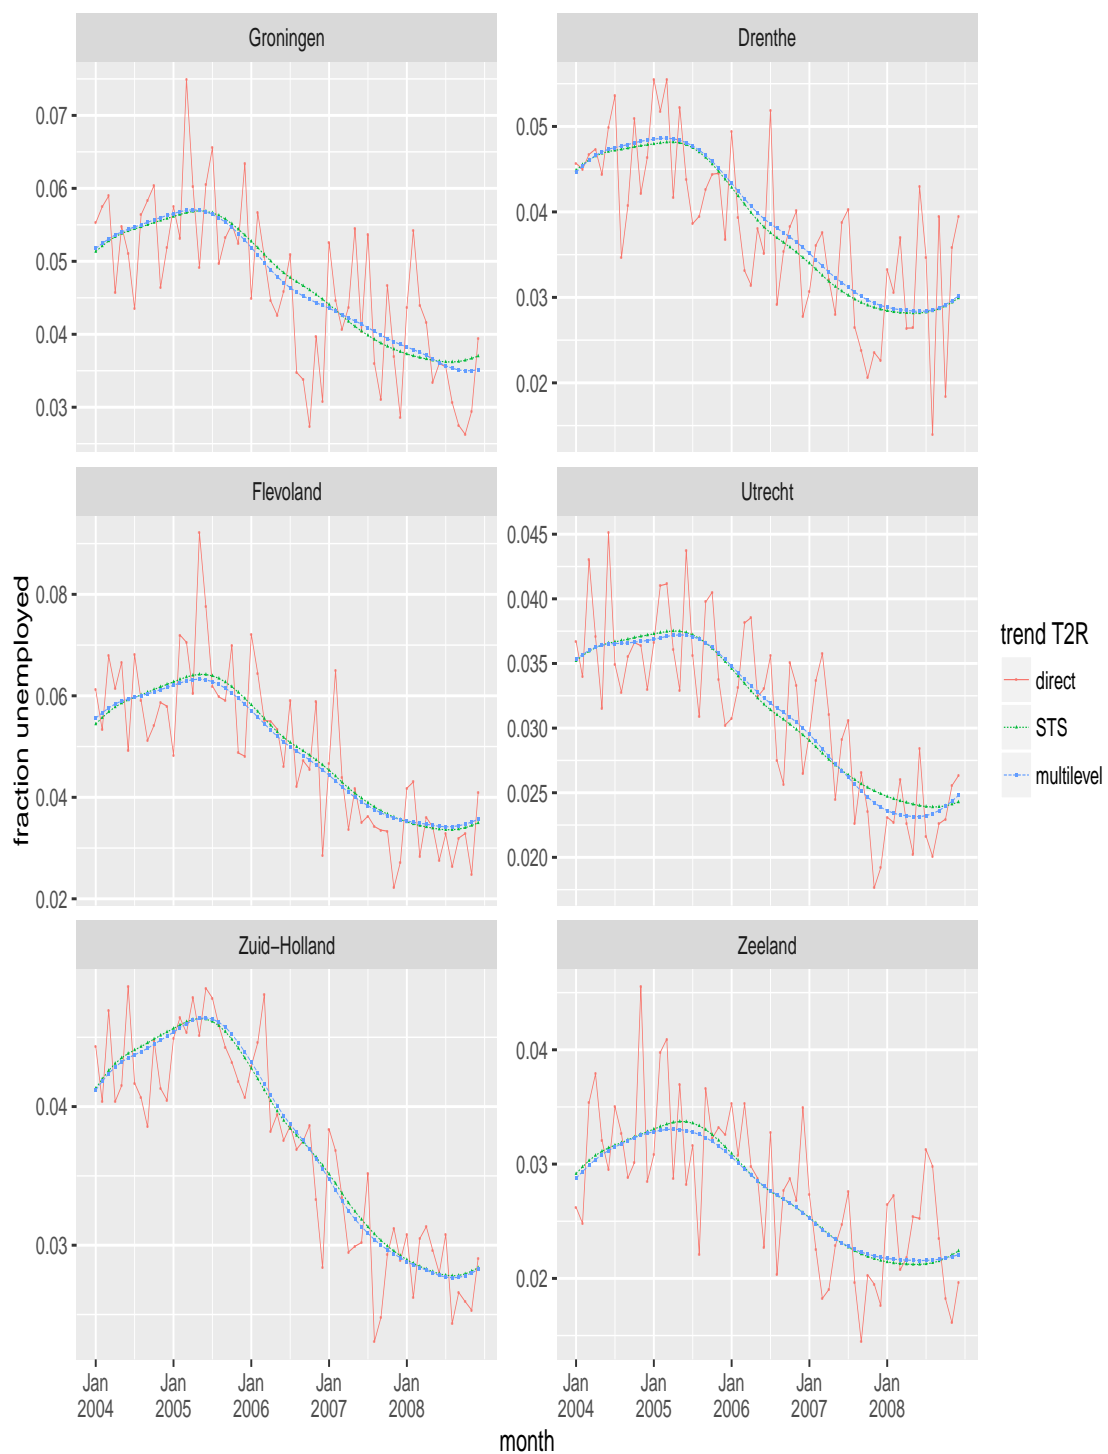 Groningen
Drenthe
0.07
0.06
0.05
0.04
0.03
0.05
0.04
0.03
0.02
Flevoland
Utrecht
0.08
0.06
0.04
0.02
0.045
0.040
0.035
0.030
0.025
0.020
fraction unemployed
trend T2R
direct
STS
multilevel
Zuid−Holland
Zeeland
0.04
0.03
0.04
0.03
0.02
Jan Jan Jan Jan Jan
2004 2005 2006 2007 2008
Jan Jan Jan Jan Jan
2004 2005 2006 2007 2008
month